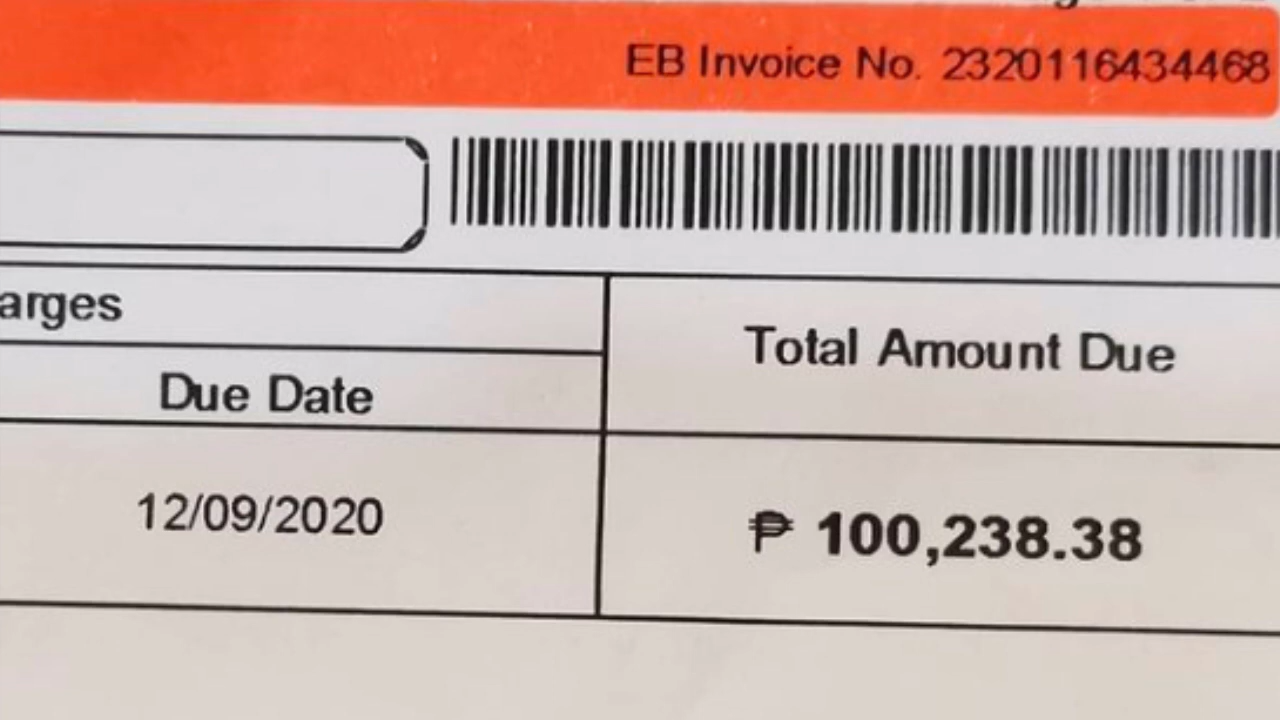 EB Invoice No. 2320116434468
arges
Total Amount Due
Due Date
12/09/2020
₱ 100,238.38